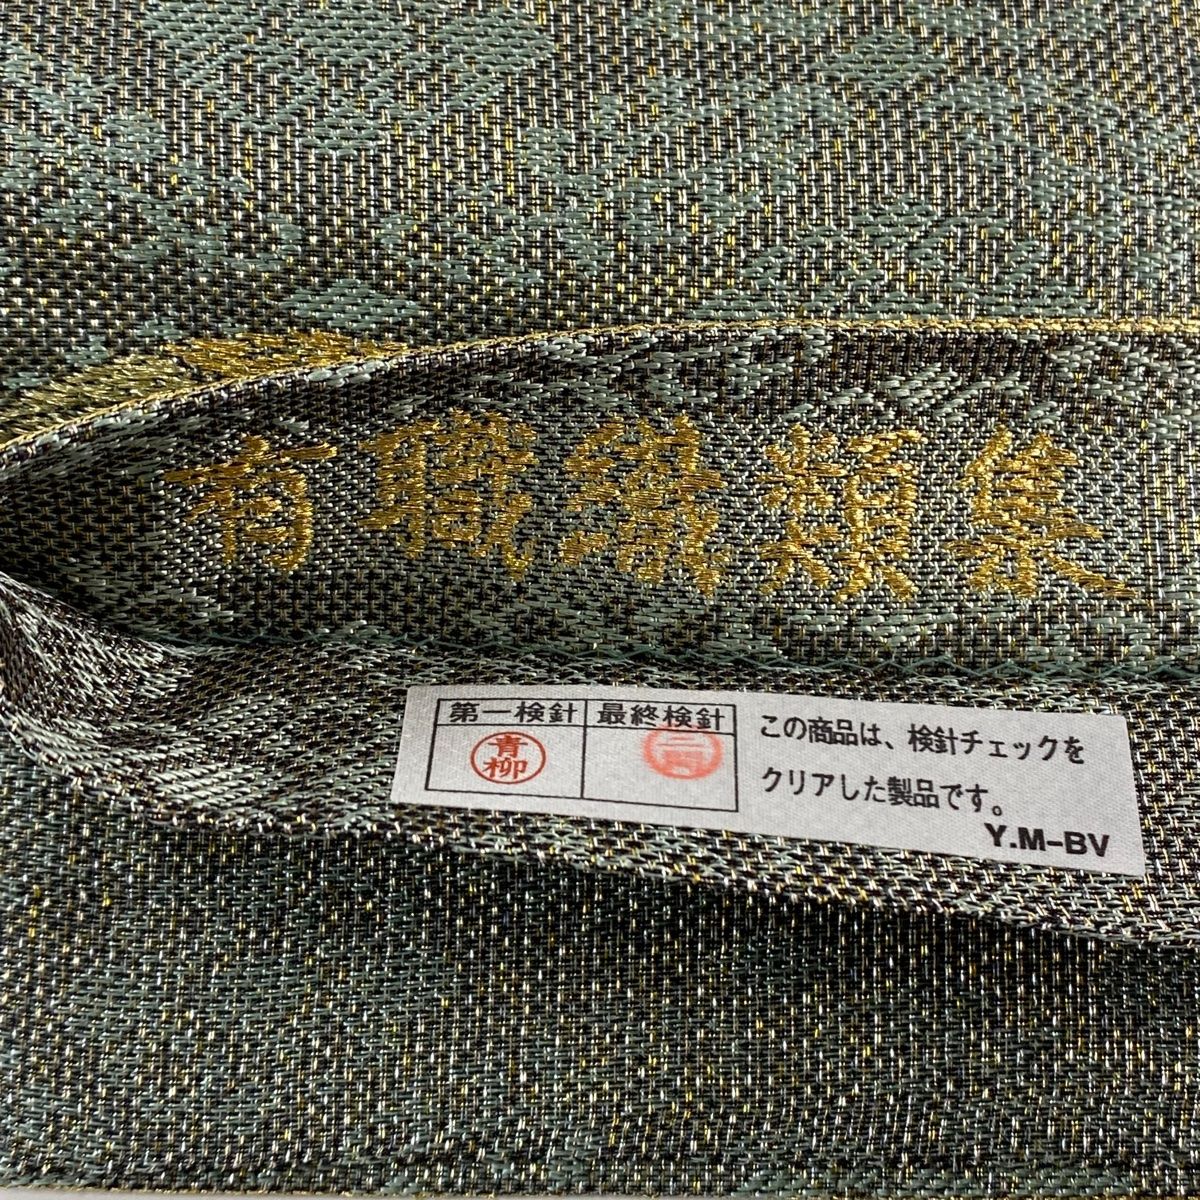 有職織類集
第一検針 最終検針
青柳
この商品は、検針チェックを
クリアした製品です。
Y.M-BV